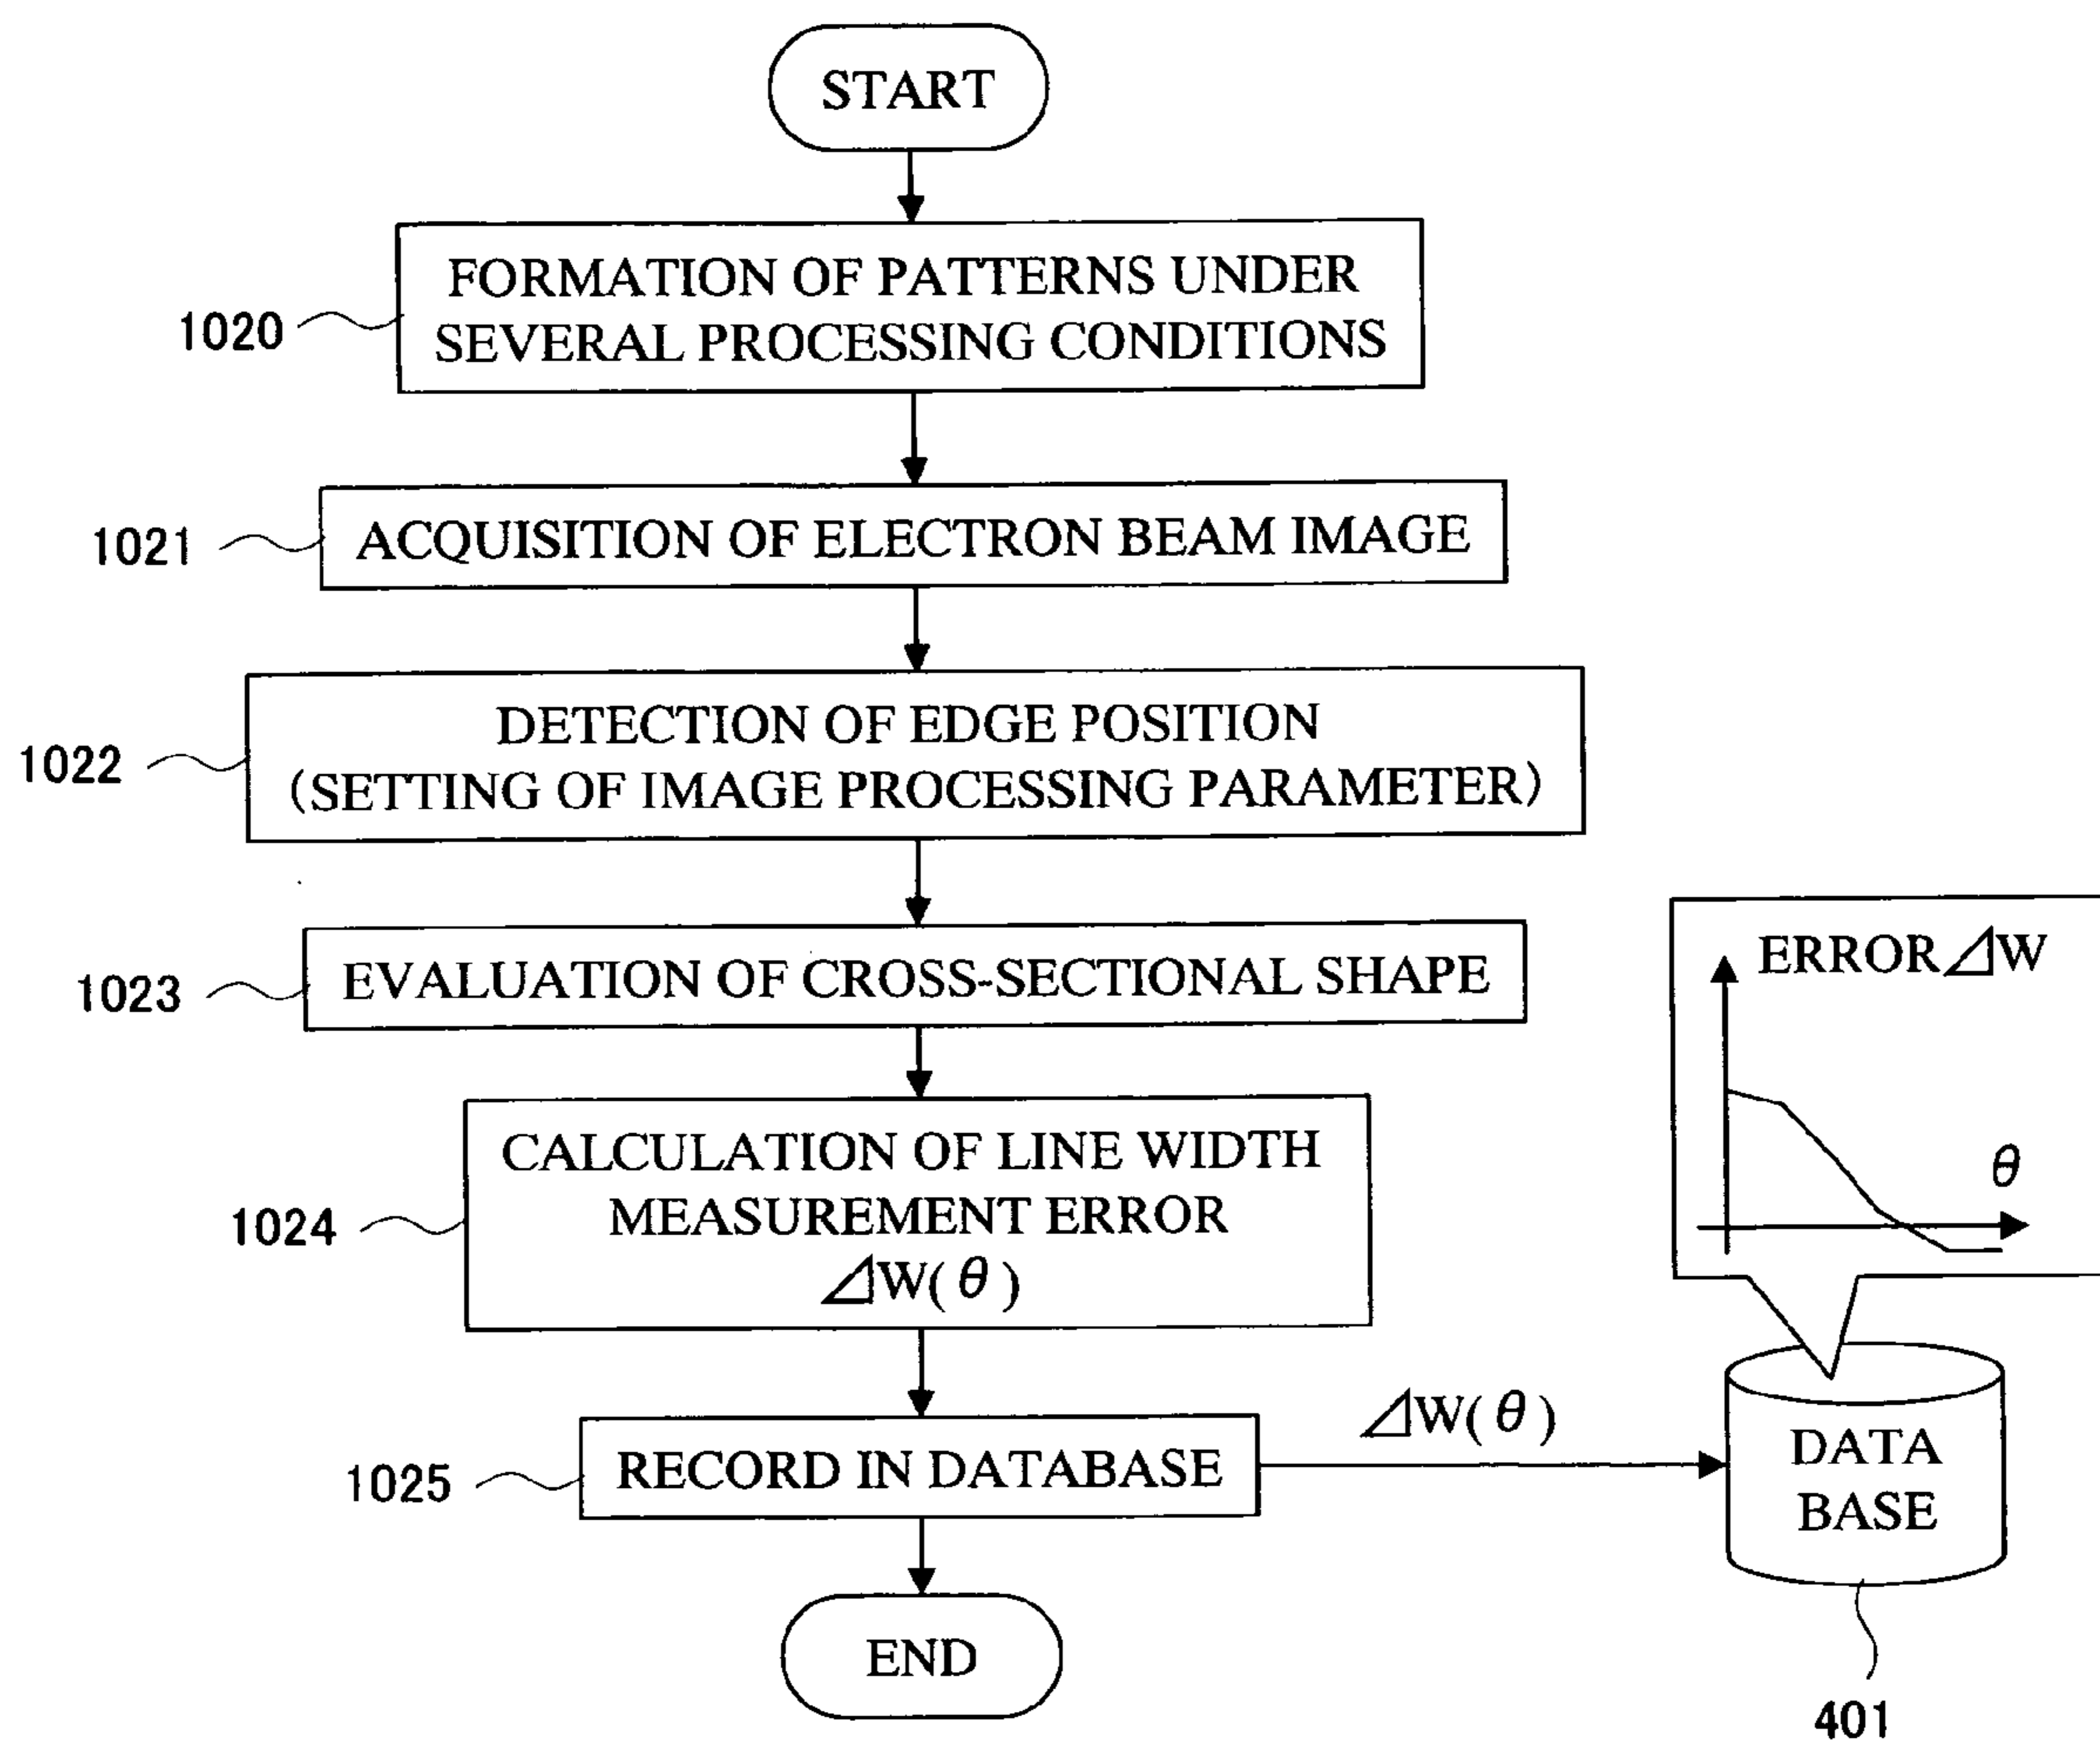 START
1020
FORMATION OF PATTERNS UNDER
SEVERAL PROCESSING CONDITIONS
1021
ACQUISITION OF ELECTRON BEAM IMAGE
1022
DETECTION OF EDGE POSITION
(SETTING OF IMAGE PROCESSING PARAMETER)
1023
EVALUATION OF CROSS-SECTIONAL SHAPE
1024
CALCULATION OF LINE WIDTH
MEASUREMENT ERROR
⊿W(θ)
1025
RECORD IN DATABASE
END
⊿W(θ)
ERROR⊿W
θ
DATA
BASE
401